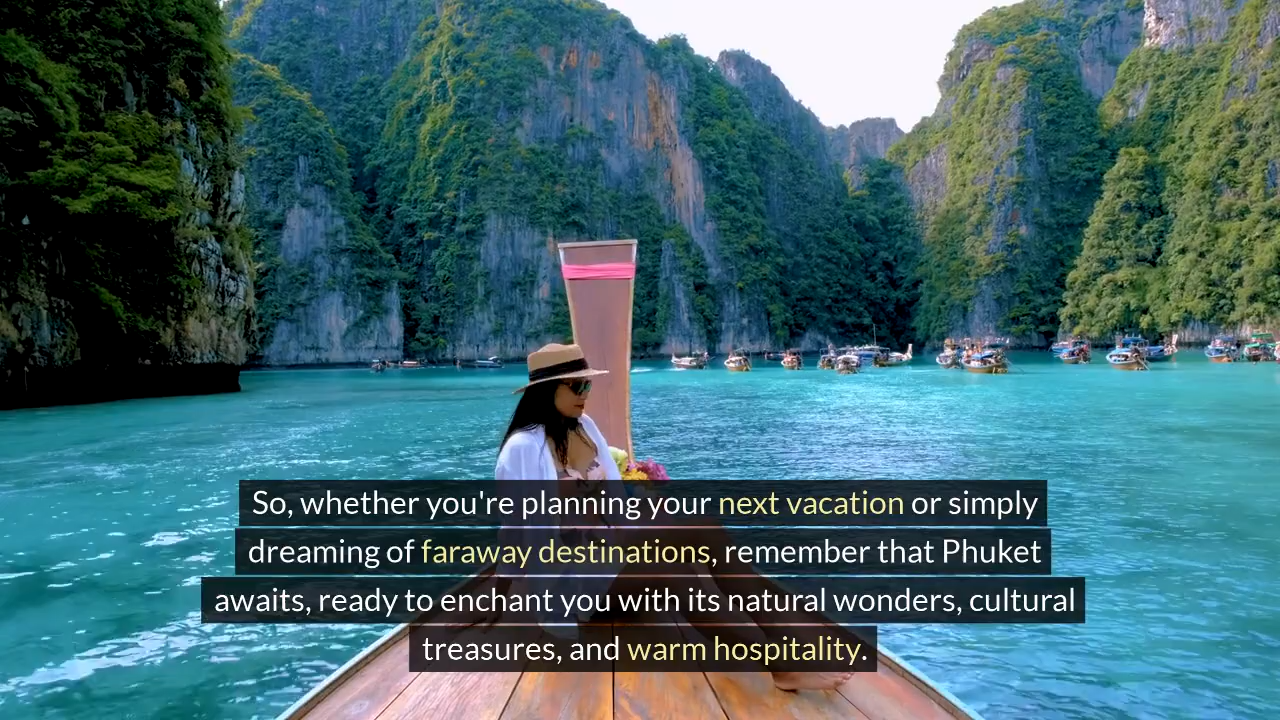 So, whether you're planning your next vacation or simply
dreaming of faraway destinations, remember that Phuket
awaits, ready to enchant you with its natural wonders, cultural
treasures, and warm hospitality.